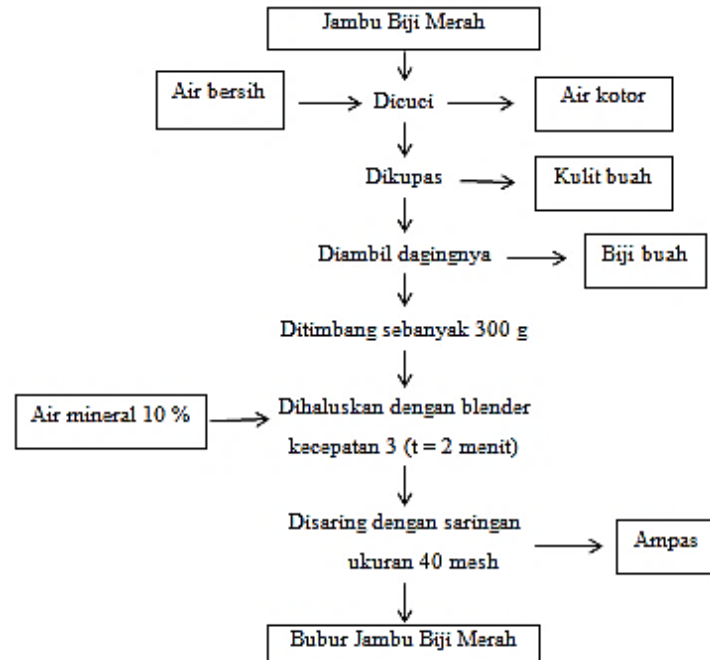 Jambu Biji Merah
Air bersih
Dicuci
Air kotor
Dikupas
Kulit buah
Diambil dagingnya
Biji buah
Ditimbang sebanyak 300 g
Air mineral 10 %
Dihaluskan dengan blender
kecepatan 3 (t = 2 menit)
Disaring dengan saringan
ukuran 40 mesh
Ampas
Bubur Jambu Biji Merah